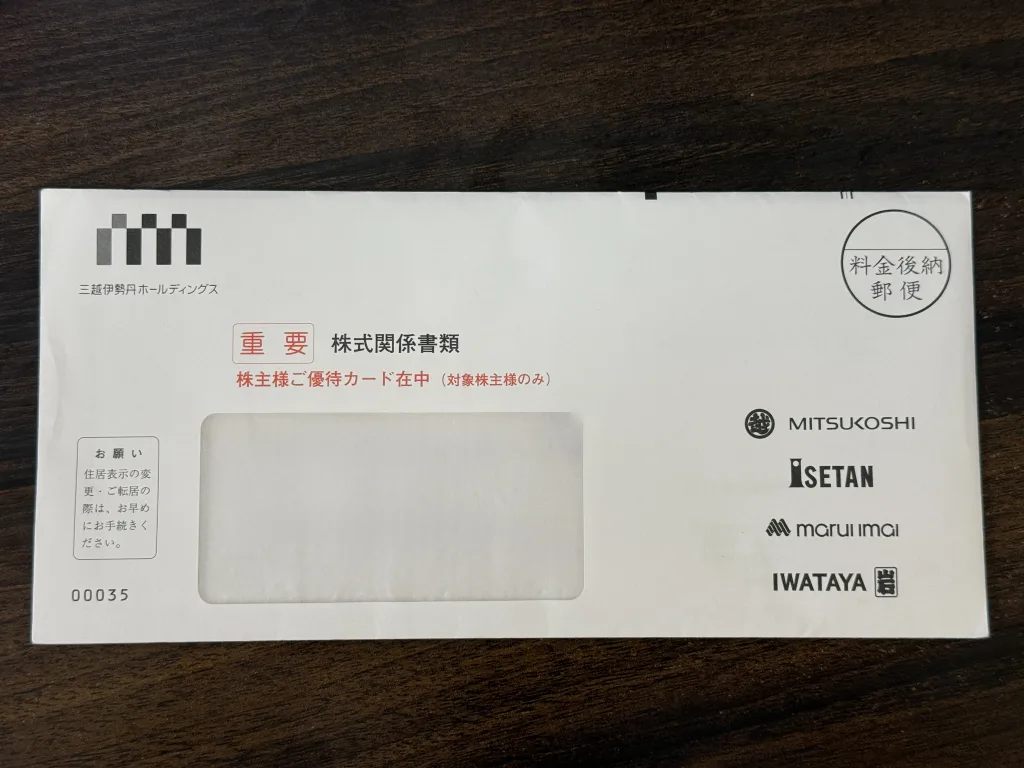 三越伊勢丹ホールディングス
料金後納
郵便
重要 株式関係書類
株主様ご優待カード在中（対象株主様のみ）
お願い
住居表示の変
更・ご転居の
際は、お早め
にお手続きく
ださい。
00035
越 MITSUKOSHI
ISETAN
marui imai
IWATAYA 岩